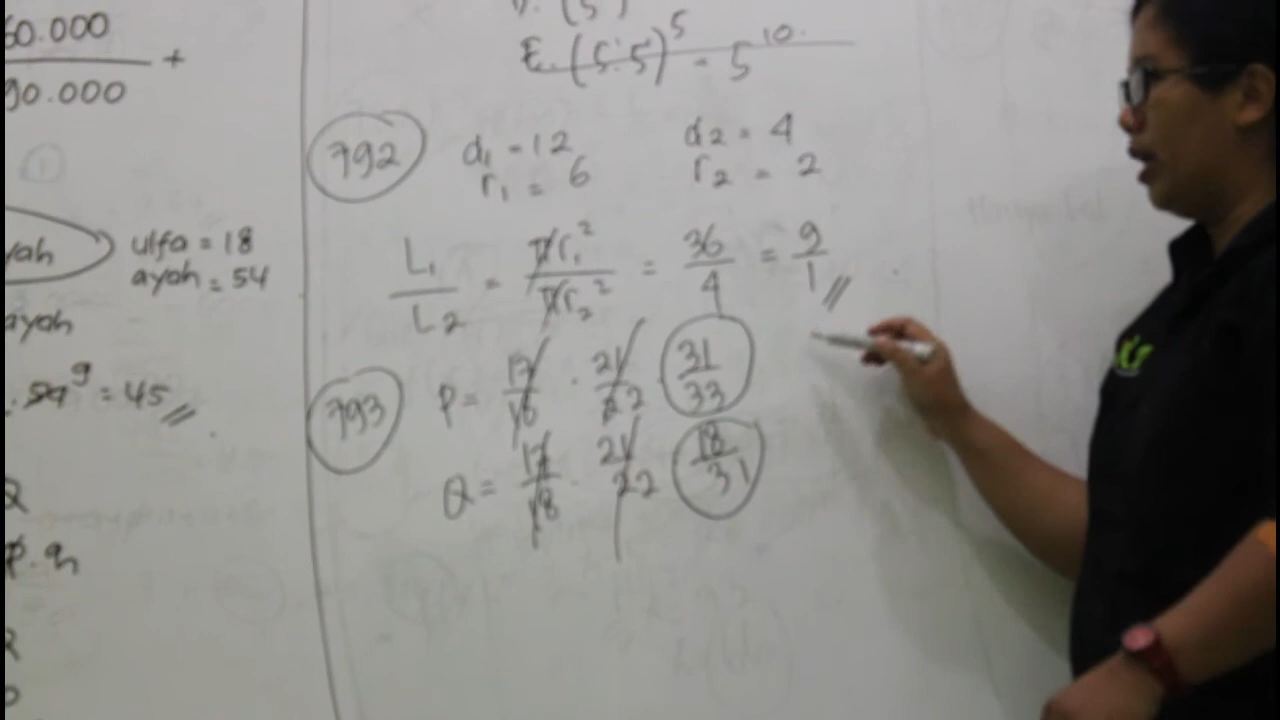 60.000
+
90.000
ulfa = 18
ayah = 54
ayah
= 45
p.q
E. (5.5)⁵ = 5¹⁰
792
d₁ = 12 d₂ = 4
r₁ = 6 r₂ = 2
L₁/L₂ = πr₁²/πr₂² = 36/4 = 9/1
793
P = 17/18 . 21/22 . 31/33
Q = 17/18 . 21/22 18/31